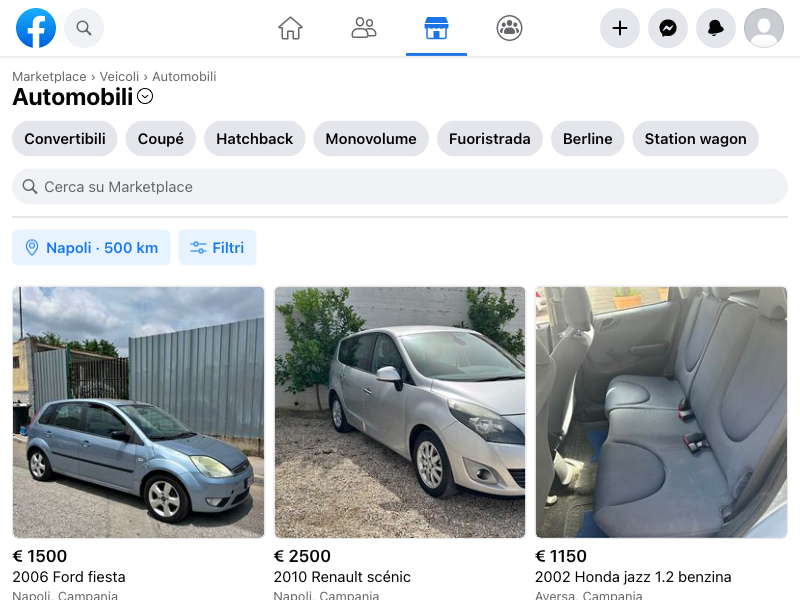 Marketplace › Veicoli › Automobili
Automobili
Convertibili Coupé Hatchback Monovolume Fuoristrada Berline Station wagon
Cerca su Marketplace
Napoli · 500 km Filtri
€ 1500 € 2500 € 1150
2006 Ford fiesta 2010 Renault scénic 2002 Honda jazz 1.2 benzina
Napoli, Campania Napoli, Campania Aversa, Campania